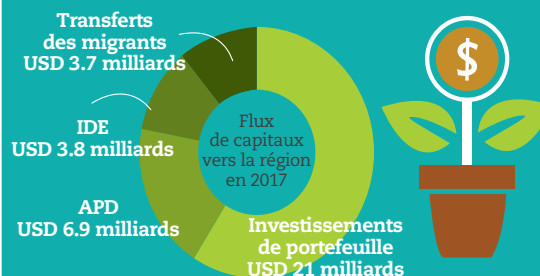 Transferts
des migrants
USD 3.7 milliards
IDE
USD 3.8 milliards
APD
USD 6.9 milliards
Flux
de capitaux
vers la région
en 2017
Investissements
de portefeuille
USD 21 milliards
$